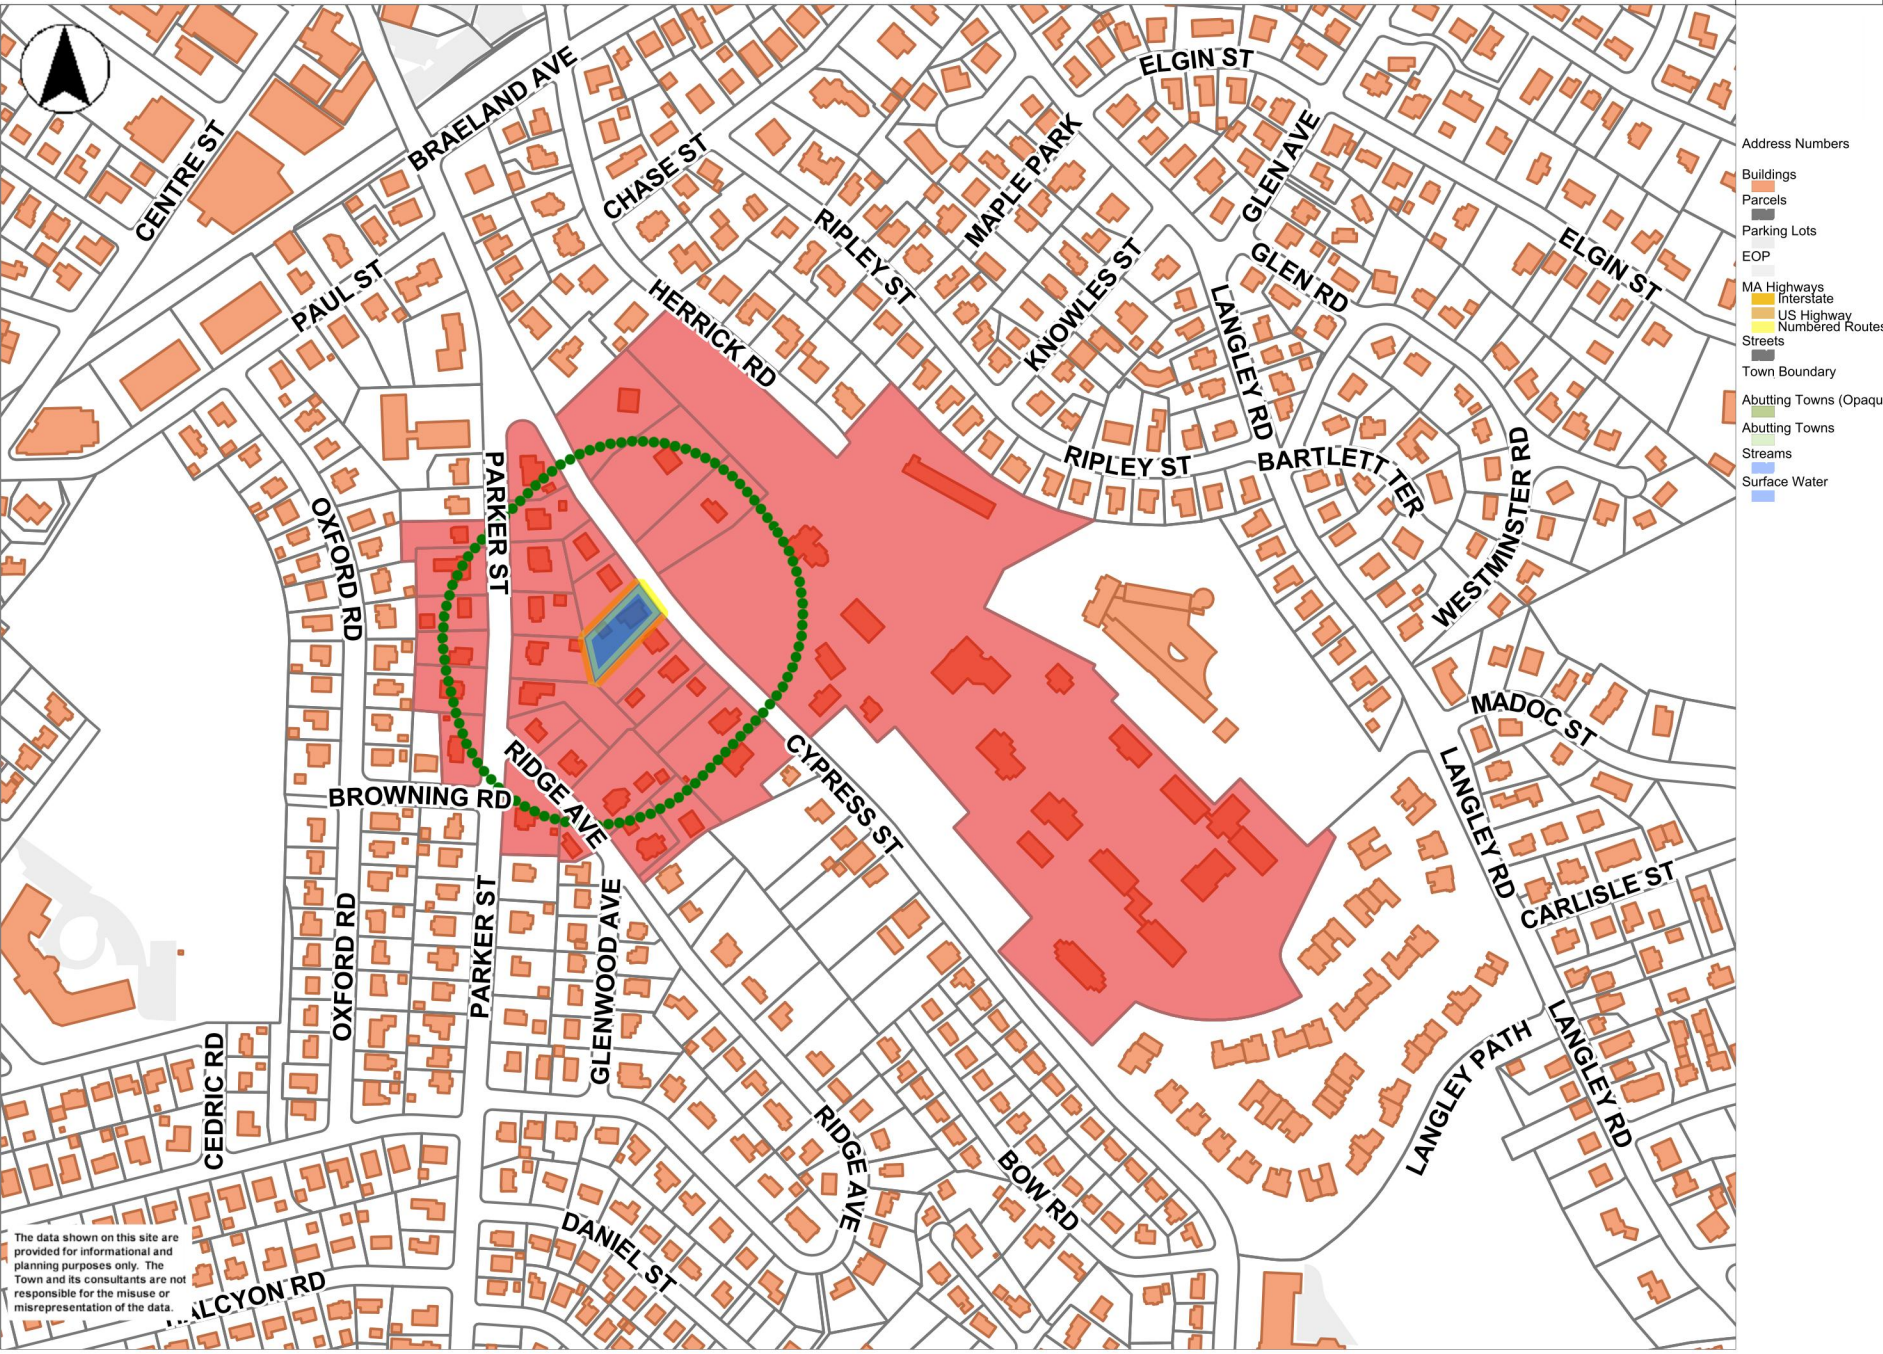 ELGIN ST
BRAELAND AVE
CENTRE ST
CHASE ST
MAPLE PARK
GLEN AVE
RIPLEY ST
ELGIN ST
PAUL ST
HERRICK RD
KNOWLES ST
LANGLEY RD
GLEN RD
PARKER ST
RIPLEY ST
BARTLETT TER
WESTMINSTER RD
OXFORD RD
MADOC ST
RIDGE AVE
BROWNING RD
CYPRESS ST
LANGLEY RD
CARLISLE ST
OXFORD RD
PARKER ST
GLENWOOD AVE
CEDRIC RD
LANGLEY PATH
LANGLEY RD
RIDGE AVE
BOW RD
DANIEL ST
ALCYON RD
The data shown on this site are
provided for informational and
planning purposes only. The
Town and its consultants are not
responsible for the misuse or
misrepresentation of the data.
Address Numbers
Buildings
Parcels
Parking Lots
EOP
MA Highways
Interstate
US Highway
Numbered Routes
Streets
Town Boundary
Abutting Towns (Opaqu
Abutting Towns
Streams
Surface Water